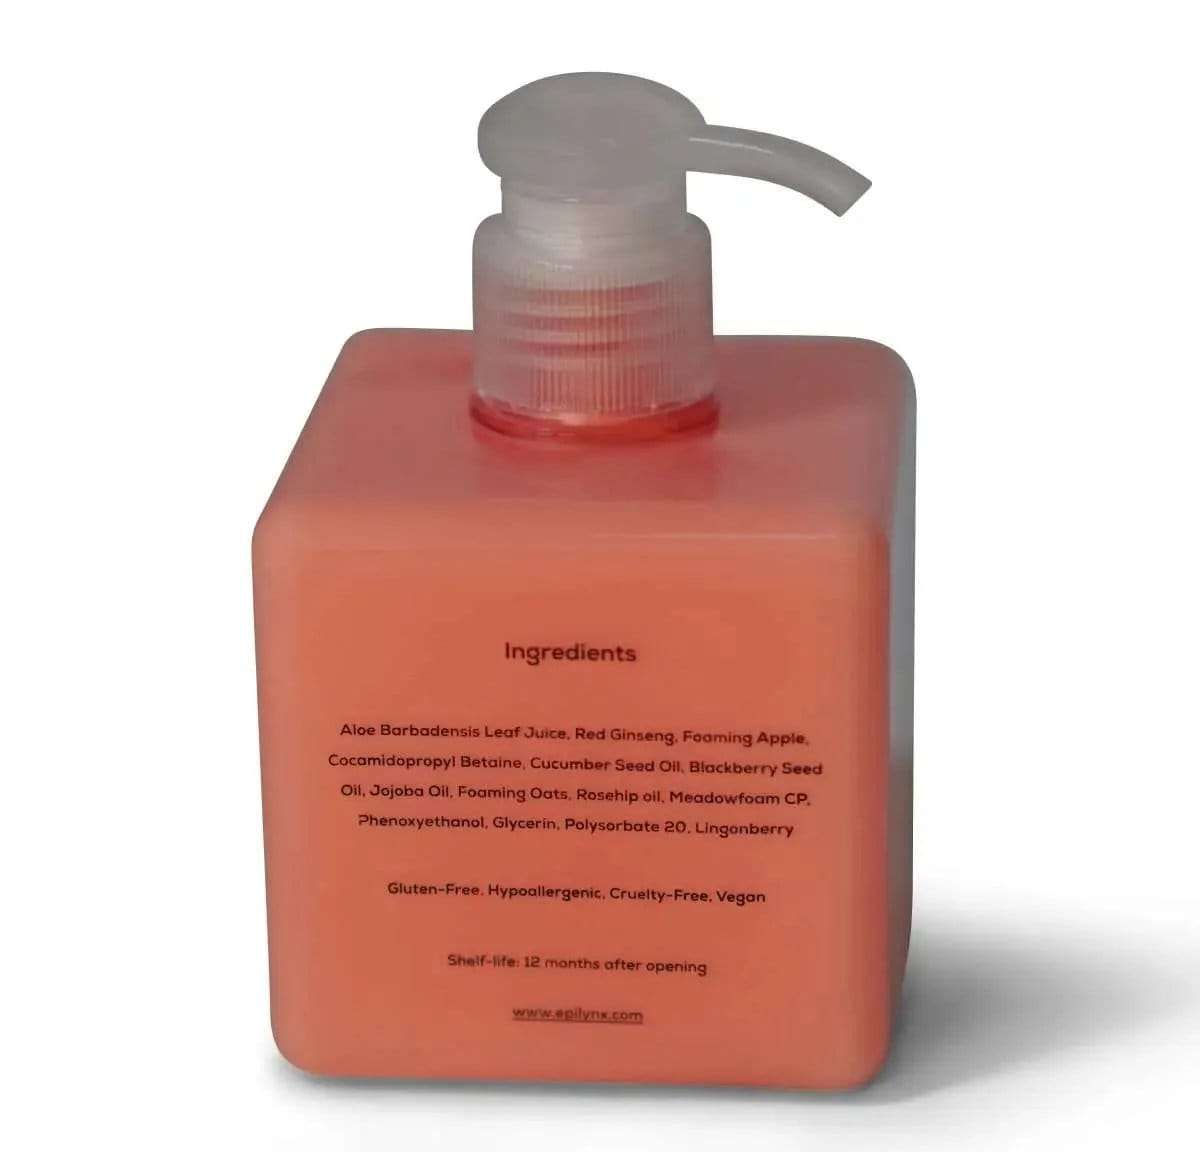 Ingredients
Aloe Barbadensis Leaf Juice, Red Ginseng, Foaming Apple,
Cocamidopropyl Betaine, Cucumber Seed Oil, Blackberry Seed
Oil, Jojoba Oil, Foaming Oats, Rosehip oil, Meadowfoam CP,
Phenoxyethanol, Glycerin, Polysorbate 20, Lingonberry
Gluten-Free, Hypoallergenic, Cruelty-Free, Vegan
Shelf-life: 12 months after opening
www.epilynx.com